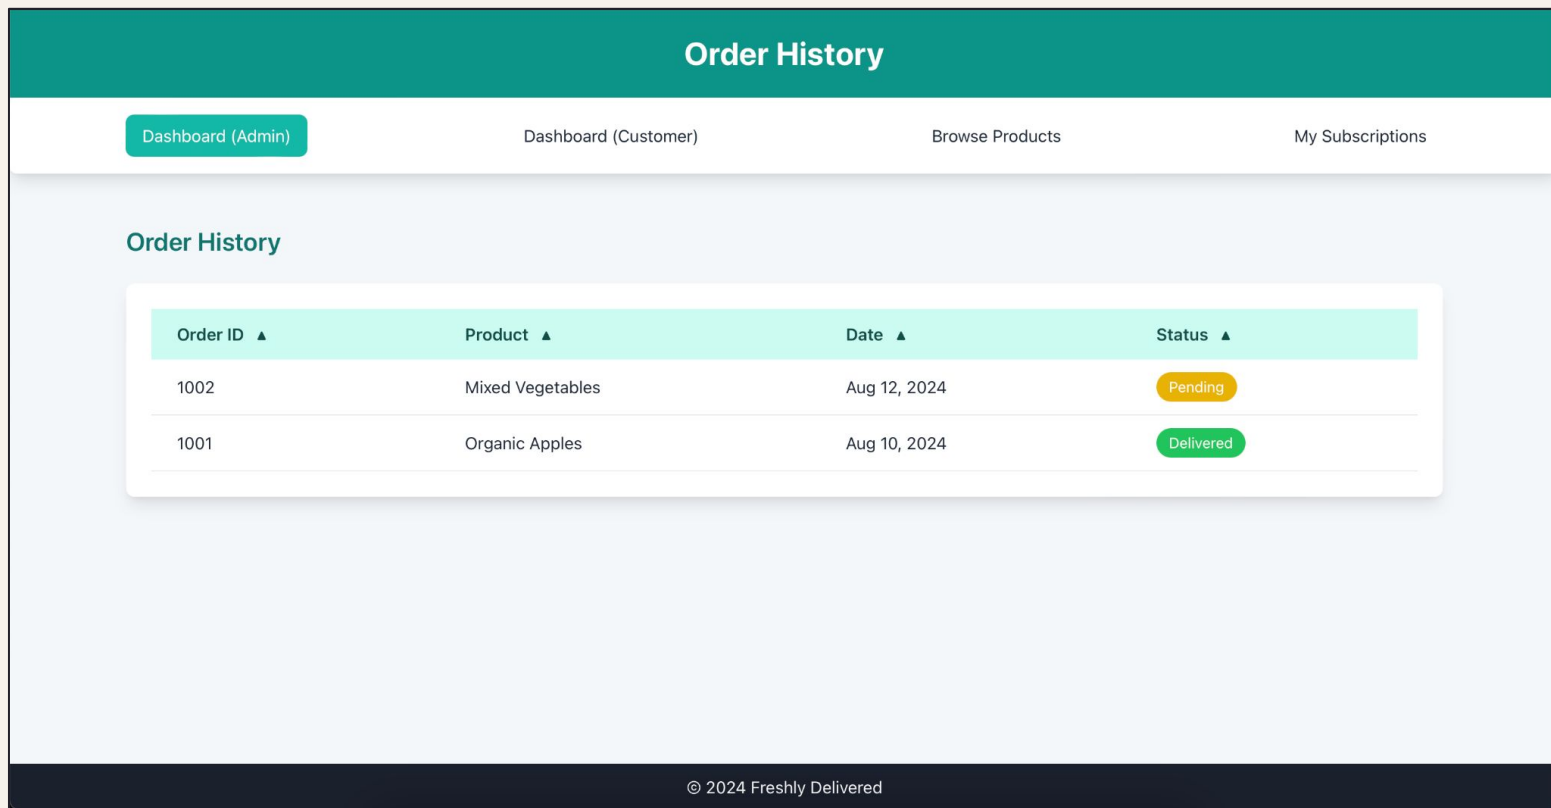 Order History
Dashboard (Admin) Dashboard (Customer) Browse Products My Subscriptions
Order History
Order ID ▲ Product ▲ Date ▲ Status ▲
1002 Mixed Vegetables Aug 12, 2024 Pending
1001 Organic Apples Aug 10, 2024 Delivered
© 2024 Freshly Delivered